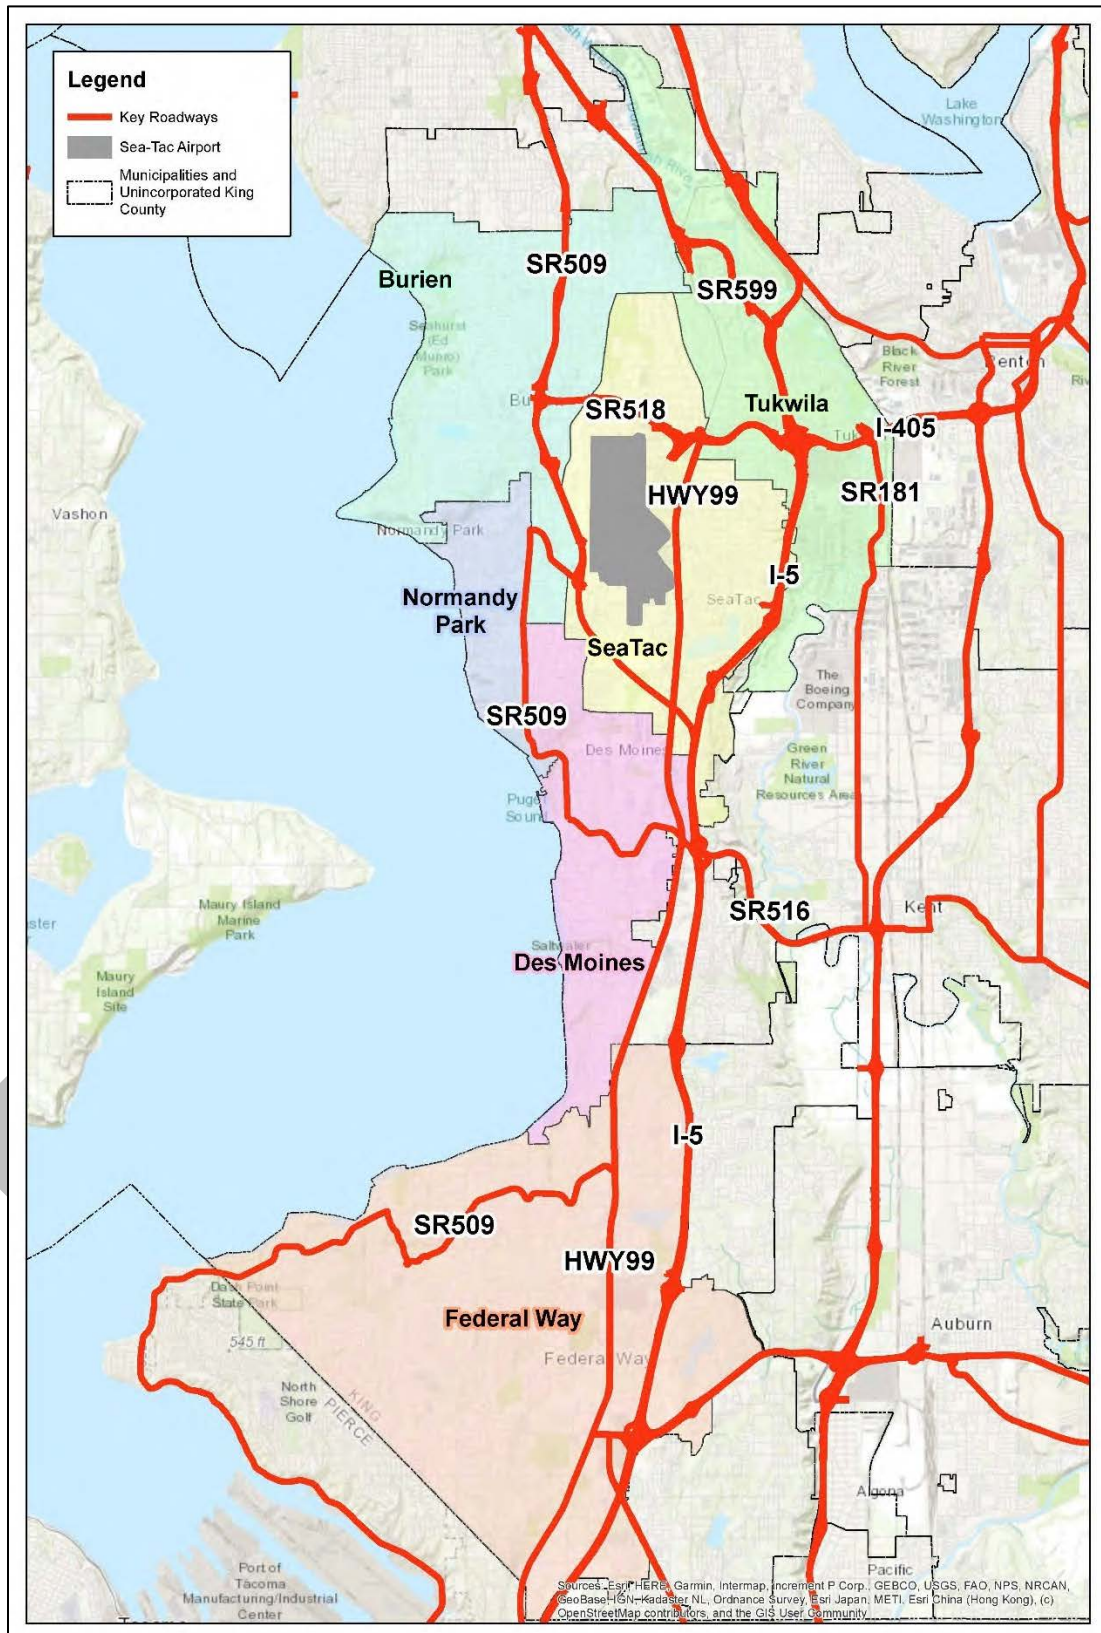 Legend
Key Roadways
Sea-Tac Airport
Municipalities and
Unincorporated King
County
Lake
Washington
Burien
SR509
SR599
Seahurst
(Ed
Munro)
Park
Black
River
Forest
Renton
SR518
Tukwila
I-405
HWY99
SR181
Vashon
Normandy Park
I-5
Normandy
Park
SeaTac
SeaTac
The
Boeing
Company
SR509
Des Moines
Green
River
Natural
Resources Area
Puget
Sound
Maury Island
Marine
Park
SR516
Kent
Saltwater
Des Moines
Maury
Island
Site
I-5
SR509
HWY99
Dash Point
State Park
Federal Way
Auburn
545 ft
Federal Way
North
Shore
Golf
KING
PIERCE
Algona
Port of
Tacoma
Manufacturing/Industrial
Center
Pacific
Sources: Esri, HERE, Garmin, Intermap, increment P Corp., GEBCO, USGS, FAO, NPS, NRCAN,
GeoBase, IGN, Kadaster NL, Ordnance Survey, Esri Japan, METI, Esri China (Hong Kong), (c)
OpenStreetMap contributors, and the GIS User Community